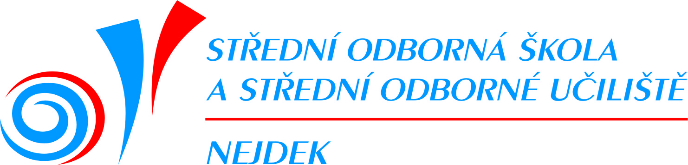 STŘEDNÍ ODBORNÁ ŠKOLA
A STŘEDNÍ ODBORNÉ UČILIŠTĚ
NEJDEK